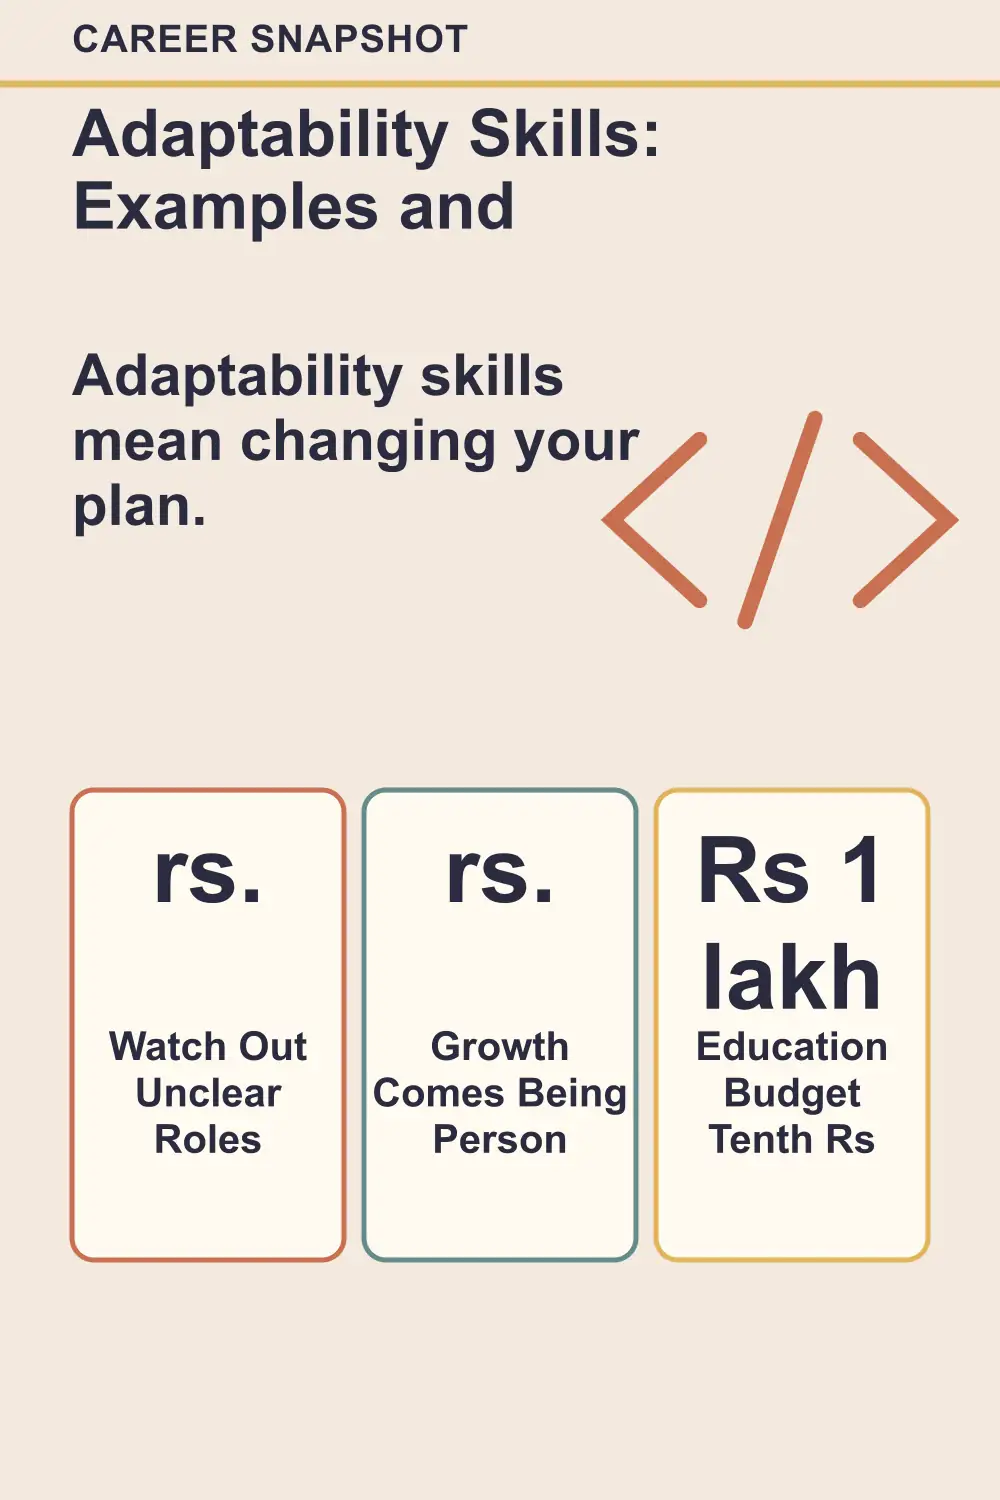 CAREER SNAPSHOT
Adaptability Skills:
Examples and
Adaptability skills
mean changing your
plan.
rs.
Watch Out
Unclear
Roles
rs.
Growth
Comes Being
Person
Rs 1
lakh
Education
Budget
Tenth Rs